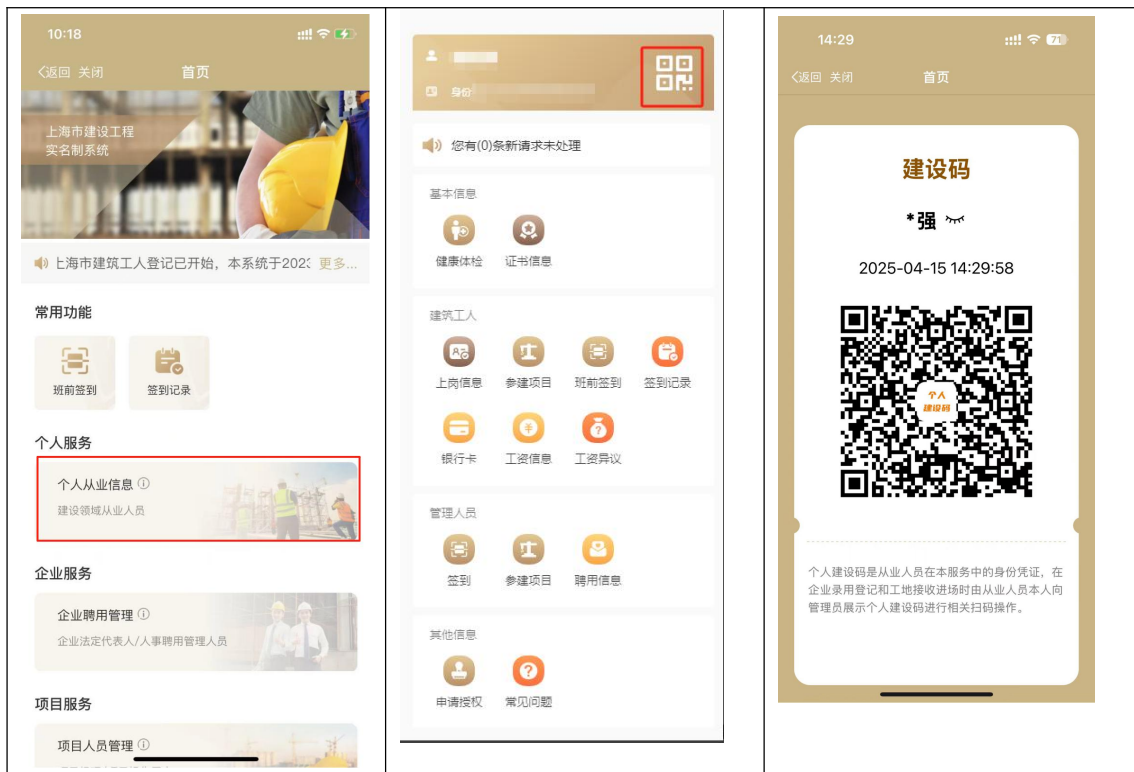 10:18
返回 关闭 首页
上海市建设工程
实名制系统
上海市建筑工人登记已开始，本系统于2023 更多...
常用功能
班前签到 签到记录
个人服务
个人从业信息
建设领域从业人员
企业服务
企业聘用管理
企业法定代表人/人事聘用管理人员
项目服务
项目人员管理
身份
您有(0)条新请求未处理
基本信息
健康体检 证书信息
建筑工人
上岗信息 参建项目 班前签到 签到记录
银行卡 工资信息 工资异议
管理人员
签到 参建项目 聘用信息
其他信息
申请授权 常见问题
14:29 71
返回 关闭 首页
建设码
*强
2025-04-15 14:29:58
个人
建设码
个人建设码是从业人员在本服务中的身份凭证，在
企业录用登记和工地接收进场时由从业人员本人向
管理员展示个人建设码进行相关扫码操作。